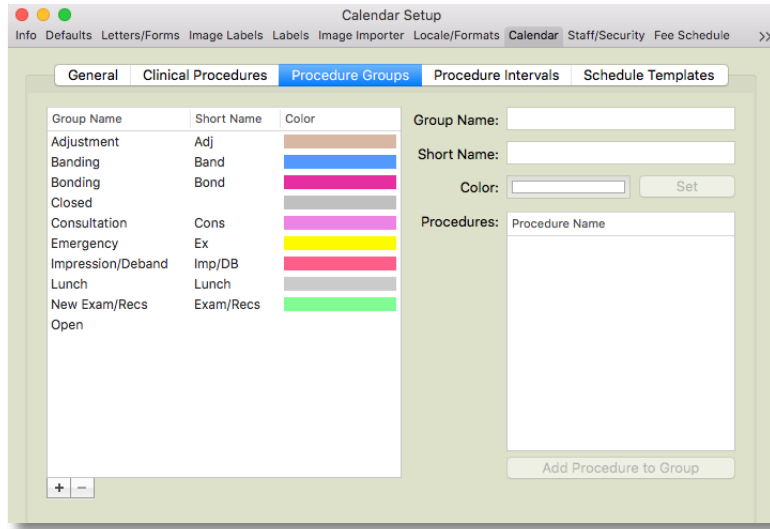 Calendar Setup
Info Defaults Letters/Forms Image Labels Labels Image Importer Locale/Formats Calendar Staff/Security Fee Schedule >>
General Clinical Procedures Procedure Groups Procedure Intervals Schedule Templates
Group Name Short Name Color
Adjustment Adj
Banding Band
Bonding Bond
Closed
Consultation Cons
Emergency Ex
Impression/Deband Imp/DB
Lunch Lunch
New Exam/Recs Exam/Recs
Open
+ −
Group Name:
Short Name:
Color: Set
Procedures: Procedure Name
Add Procedure to Group